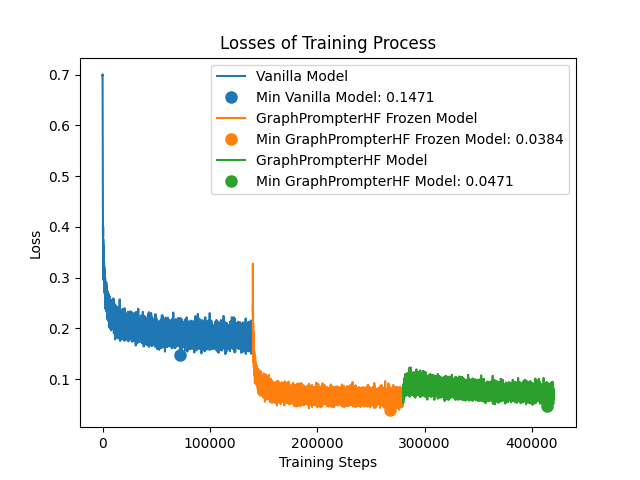 Losses of Training Process
Vanilla Model
Min Vanilla Model: 0.1471
GraphPrompterHF Frozen Model
Min GraphPrompterHF Frozen Model: 0.0384
GraphPrompterHF Model
Min GraphPrompterHF Model: 0.0471
Loss
0.7
0.6
0.5
0.4
0.3
0.2
0.1
0 100000 200000 300000 400000
Training Steps